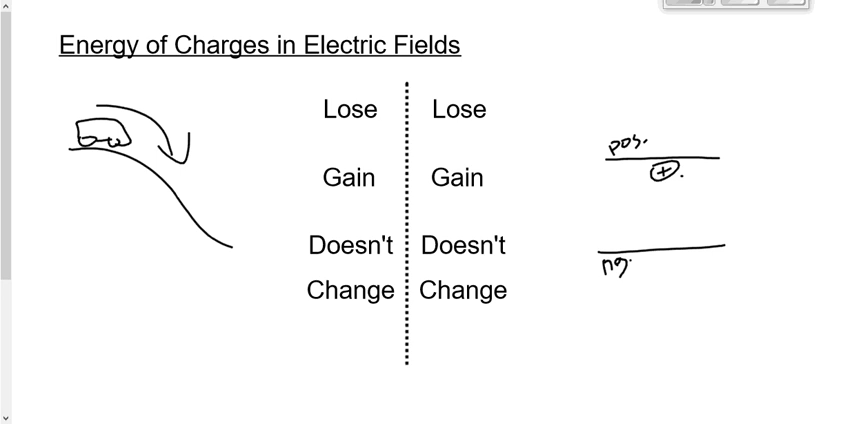 Energy of Charges in Electric Fields
Lose
Lose
pos.
Gain
Gain
+
Doesn't
Change
Doesn't
Change
ng.